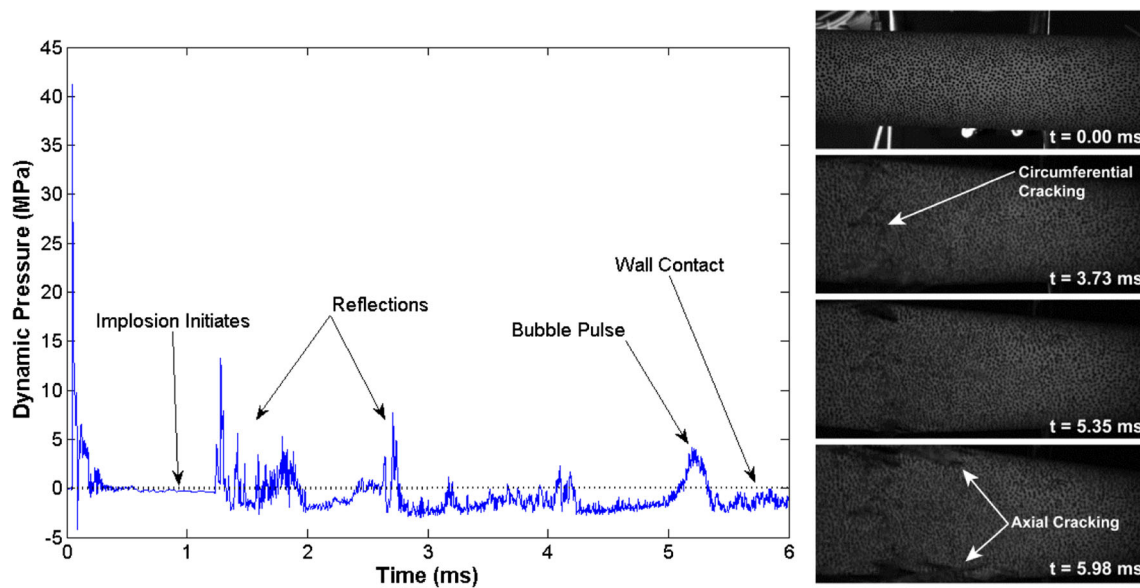 45
40
35
30
25
20
15
10
5
0
-5
Dynamic Pressure (MPa)
0 1 2 3 4 5 6
Time (ms)
Implosion Initiates
Reflections
Bubble Pulse
Wall Contact
t = 0.00 ms
Circumferential
Cracking
t = 3.73 ms
t = 5.35 ms
Axial Cracking
t = 5.98 ms